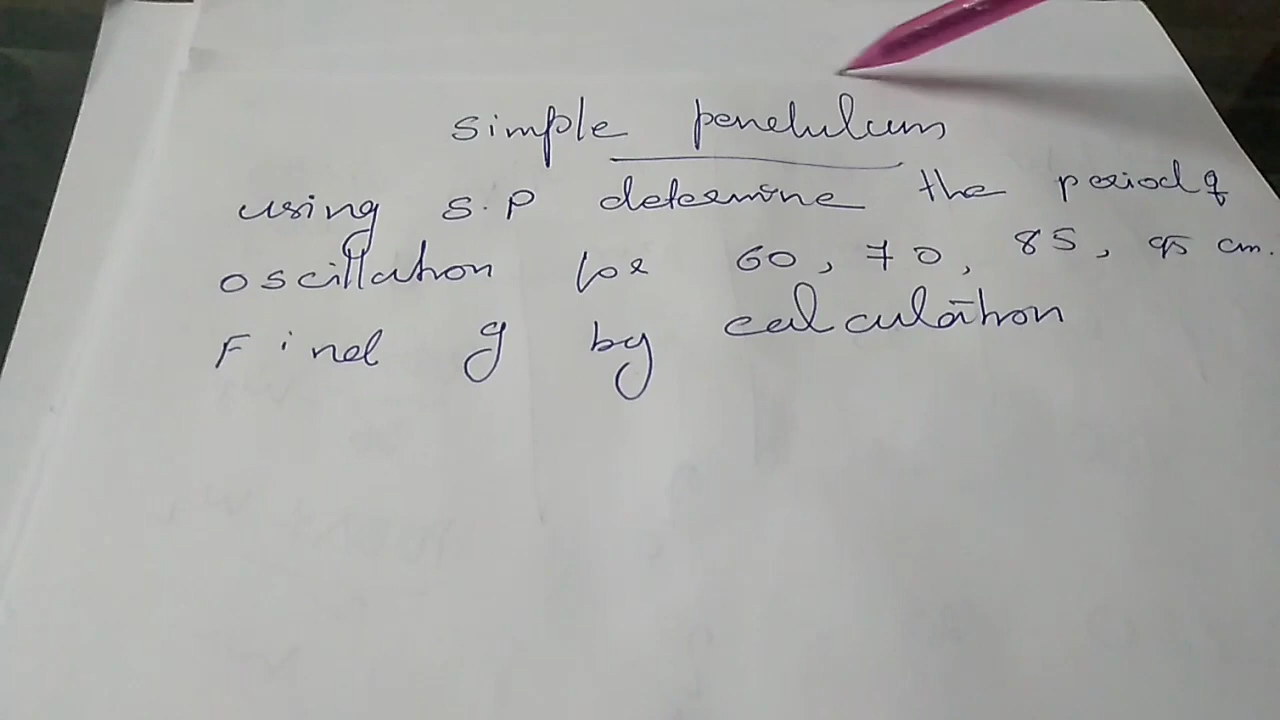 simple pendulum
using S.P determine the period of
oscillation for 60, 70, 85, 95 cm.
Find g by calculation